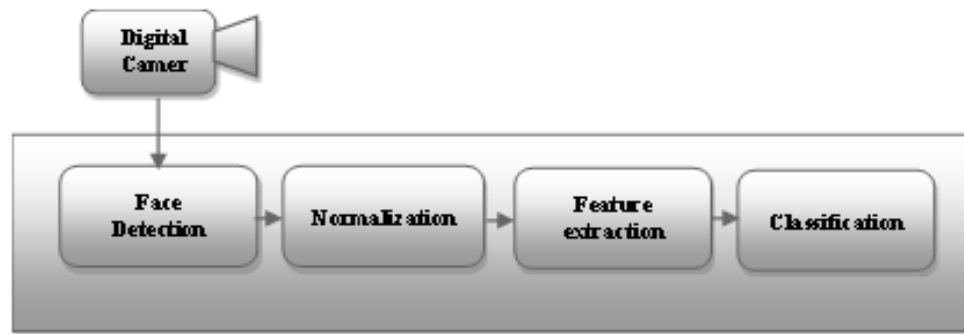 Digital
Camer
Face
Detection
Normalization
Feature
extraction
Classification